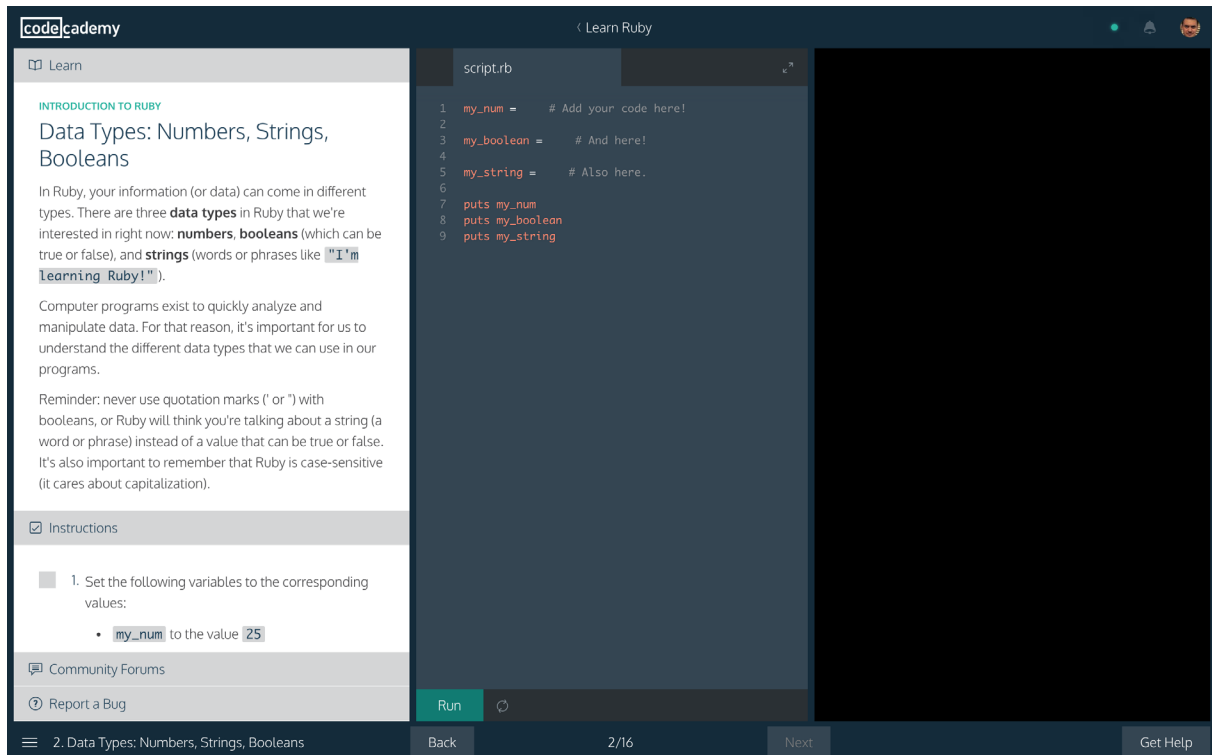 codecademy
Learn Ruby
Learn
INTRODUCTION TO RUBY
Data Types: Numbers, Strings,
Booleans
In Ruby, your information (or data) can come in different
types. There are three data types in Ruby that we're
interested in right now: numbers, booleans (which can be
true or false), and strings (words or phrases like "I'm
learning Ruby!" ).
Computer programs exist to quickly analyze and
manipulate data. For that reason, it's important for us to
understand the different data types that we can use in our
programs.
Reminder: never use quotation marks (' or ") with
booleans, or Ruby will think you're talking about a string (a
word or phrase) instead of a value that can be true or false.
It's also important to remember that Ruby is case-sensitive
(it cares about capitalization).
Instructions
1. Set the following variables to the corresponding
values:
• my_num to the value 25
Community Forums
Report a Bug
script.rb
1 my_num =    # Add your code here!
2
3 my_boolean =    # And here!
4
5 my_string =    # Also here.
6
7 puts my_num
8 puts my_boolean
9 puts my_string
Run
2. Data Types: Numbers, Strings, Booleans
Back
2/16
Next
Get Help